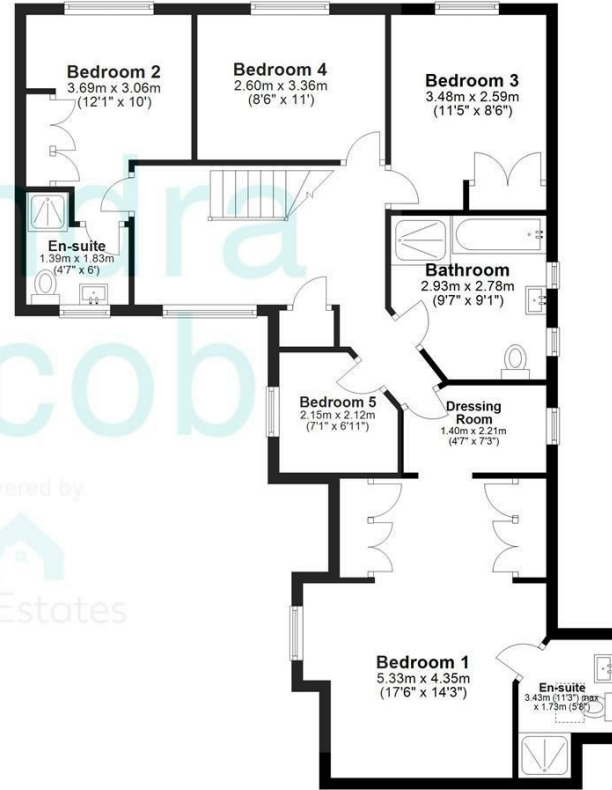 Bedroom 2
3.69m x 3.06m
(12'1" x 10')
Bedroom 4
2.60m x 3.36m
(8'6" x 11')
Bedroom 3
3.48m x 2.59m
(11'5" x 8'6")
ndra
En-suite
1.39m x 1.83m
(4'7" x 6')
Bathroom
2.93m x 2.78m
(9'7" x 9'1")
cob
Bedroom 5
2.15m x 2.12m
(7'1" x 6'11")
Dressing
Room
1.40m x 2.21m
(4'7" x 7'3")
ered by
Estates
Bedroom 1
5.33m x 4.35m
(17'6" x 14'3")
En-suite
3.43m (11'3") max
x 1.73m (5'8")